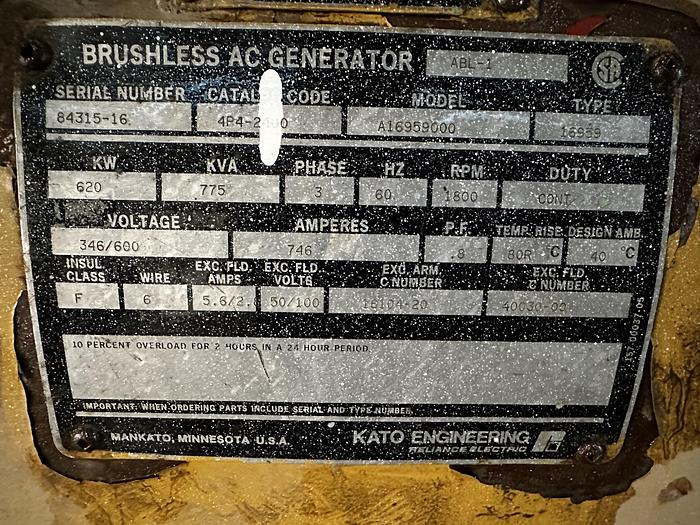 BRUSHLESS AC GENERATOR ABL-1
SERIAL NUMBER CATALOG CODE MODEL TYPE
84315-16 A16959000 16959
KW KVA PHASE HZ RPM DUTY
620 775 3 60 1800 CONT
VOLTAGE AMPERES P.F. TEMP. RISE DESIGN AMB.
346/600 746 .8 80R °C 40 °C
INSUL CLASS WIRE EXC. FLD. AMPS EXC. FLD. VOLTS EXC. ARM. C NUMBER EXC. FLD. C NUMBER
F 6 5.6/2. 50/100 16104-20
10 PERCENT OVERLOAD FOR 2 HOURS IN A 24 HOUR PERIOD
IMPORTANT: WHEN ORDERING PARTS INCLUDE SERIAL AND TYPE NUMBER
MANKATO, MINNESOTA U.S.A. KATO ENGINEERING
RELIANCE ELECTRIC